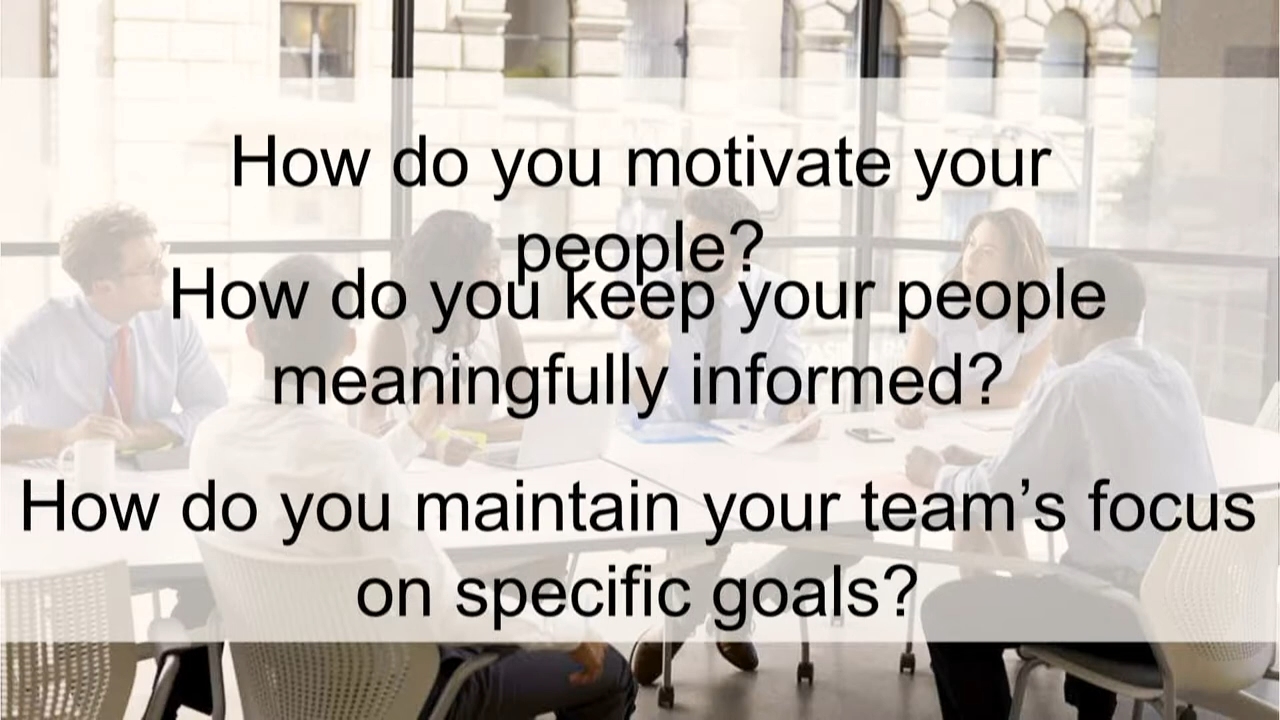 How do you motivate your
people?
How do you keep your people
meaningfully informed?
How do you maintain your team’s focus
on specific goals?